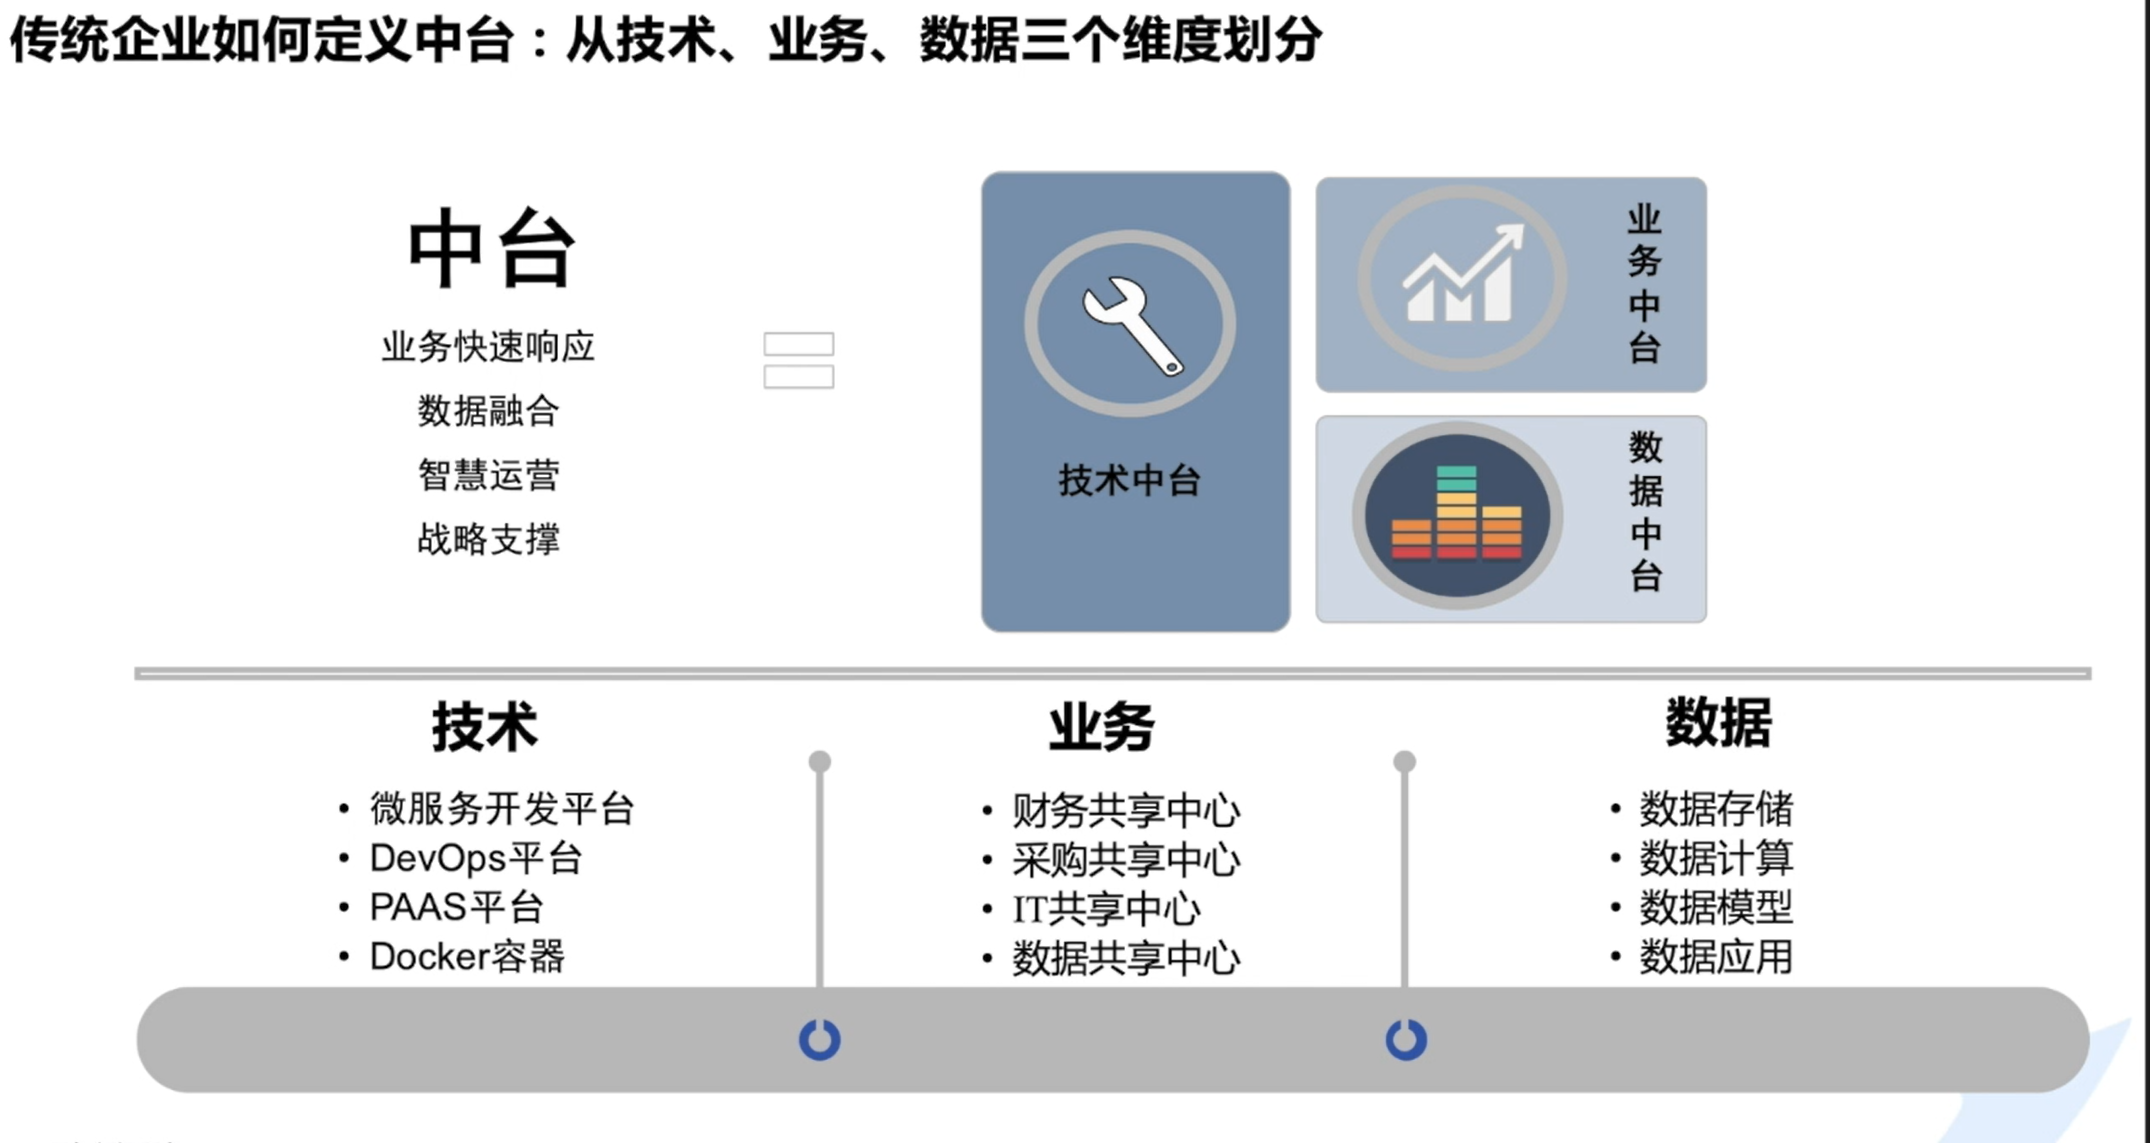 传统企业如何定义中台：从技术、业务、数据三个维度划分
中台
业务快速响应
数据融合
智慧运营
战略支撑
技术中台
业务中台
数据中台
技术
• 微服务开发平台
• DevOps平台
• PAAS平台
• Docker容器
业务
• 财务共享中心
• 采购共享中心
• IT共享中心
• 数据共享中心
数据
• 数据存储
• 数据计算
• 数据模型
• 数据应用